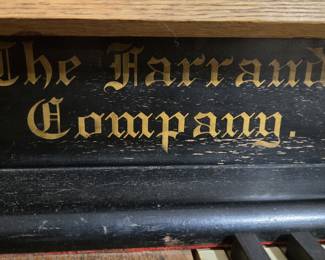 The Farrand
Company.